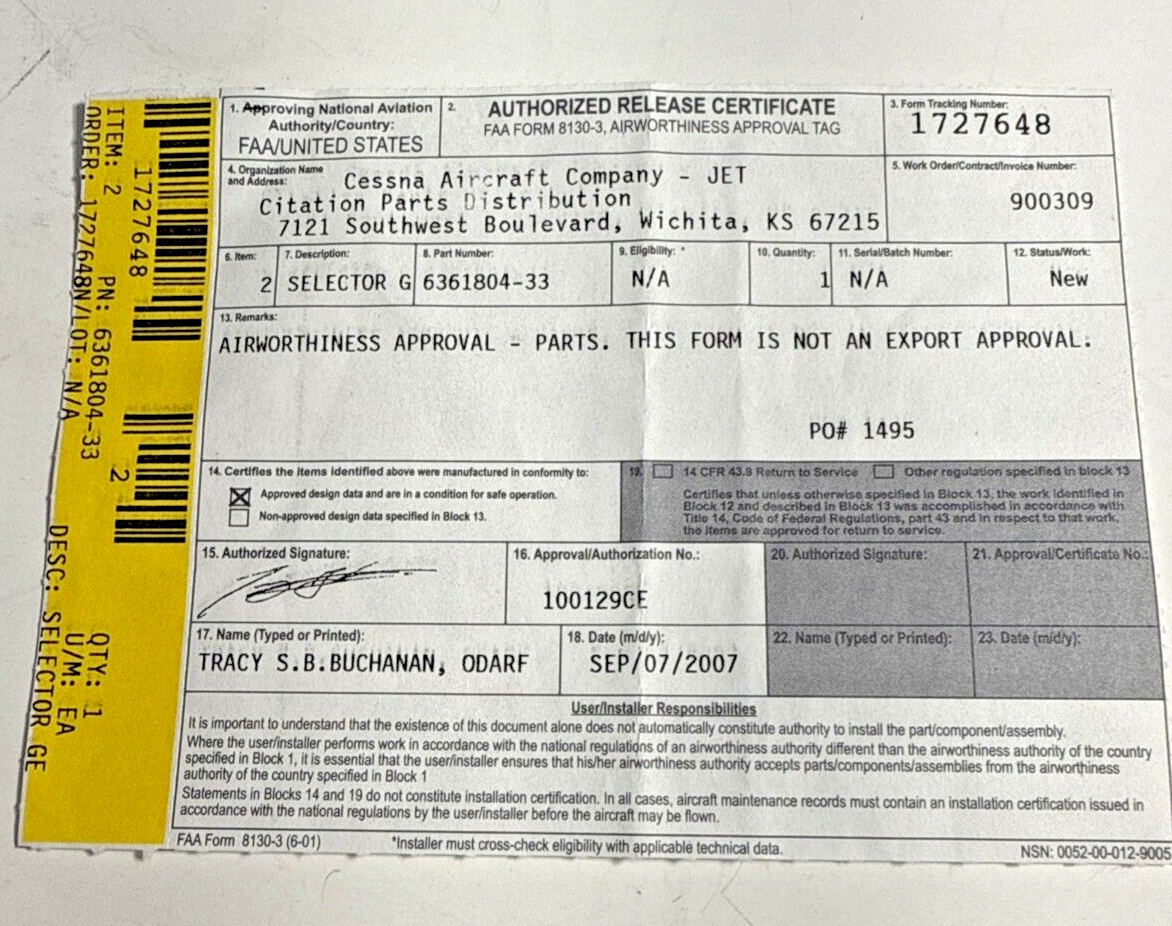 1. Approving National Aviation
Authority/Country:
FAA/UNITED STATES
2.
AUTHORIZED RELEASE CERTIFICATE
FAA FORM 8130-3, AIRWORTHINESS APPROVAL TAG
3. Form Tracking Number:
1727648
4. Organization Name
and Address:
Cessna Aircraft Company - JET
Citation Parts Distribution
7121 Southwest Boulevard, Wichita, KS 67215
5. Work Order/Contract/Invoice Number:
900309
6. Item:
2
7. Description:
SELECTOR G
8. Part Number:
6361804-33
9. Eligibility: *
N/A
10. Quantity:
1
11. Serial/Batch Number:
N/A
12. Status/Work:
New
13. Remarks:
AIRWORTHINESS APPROVAL - PARTS. THIS FORM IS NOT AN EXPORT APPROVAL.
PO# 1495
14. Certifies the items identified above were manufactured in conformity to:
Approved design data and are in a condition for safe operation.
Non-approved design data specified in Block 13.
19. 14 CFR 43.9 Return to Service Other regulation specified in block 13
Certifies that unless otherwise specified in Block 13, the work identified in
Block 12 and described in Block 13 was accomplished in accordance with
Title 14, Code of Federal Regulations, part 43 and in respect to that work,
the items are approved for return to service.
15. Authorized Signature:
16. Approval/Authorization No.:
100129CE
20. Authorized Signature:
21. Approval/Certificate No.:
17. Name (Typed or Printed):
TRACY S.B.BUCHANAN, ODARF
18. Date (m/d/y):
SEP/07/2007
22. Name (Typed or Printed):
23. Date (m/d/y):
User/Installer Responsibilities
It is important to understand that the existence of this document alone does not automatically constitute authority to install the part/component/assembly.
Where the user/installer performs work in accordance with the national regulations of an airworthiness authority different than the airworthiness authority of the country
specified in Block 1, it is essential that the user/installer ensures that his/her airworthiness authority accepts parts/components/assemblies from the airworthiness
authority of the country specified in Block 1
Statements in Blocks 14 and 19 do not constitute installation certification. In all cases, aircraft maintenance records must contain an installation certification issued in
accordance with the national regulations by the user/installer before the aircraft may be flown.
FAA Form 8130-3 (6-01)
*Installer must cross-check eligibility with applicable technical data.
NSN: 0052-00-012-9005
1727648
2
ITEM: 2 PN: 6361804-33 QTY: 1
ORDER: 1727648N/LOT: N/A U/M: EA
DESC: SELECTOR GE